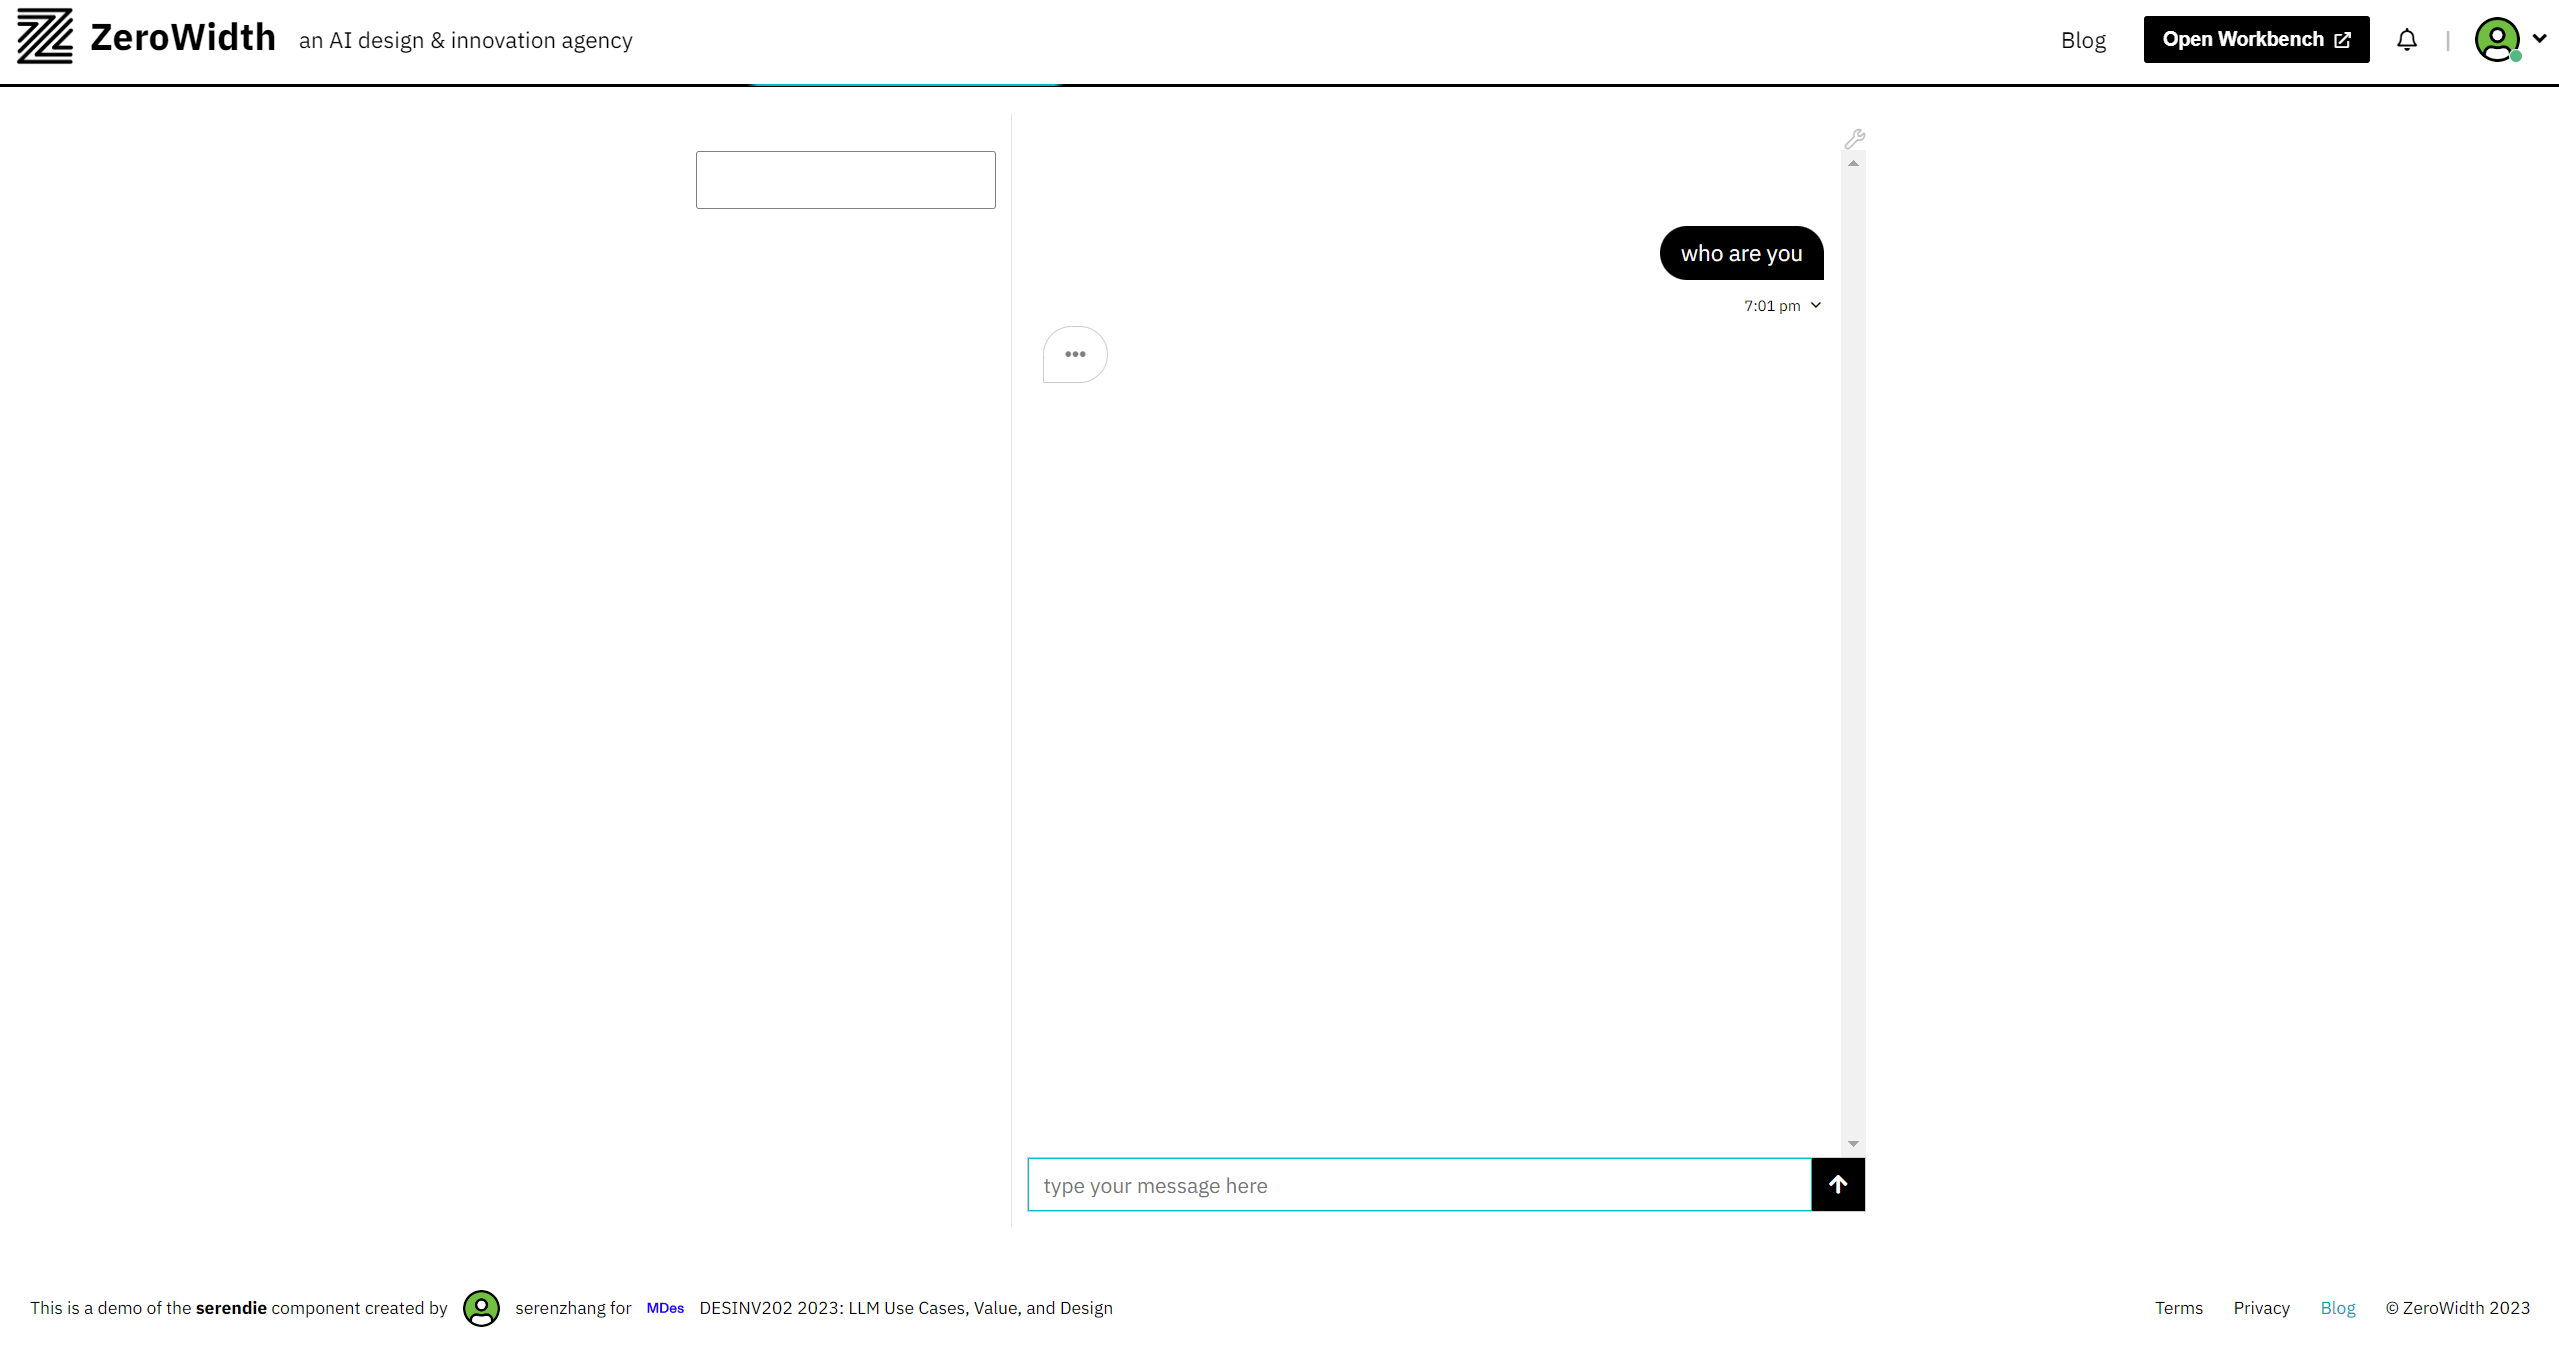 ZeroWidth an AI design & innovation agency Blog Open Workbench
who are you
7:01 pm
type your message here
This is a demo of the serendie component created by serenzhang for MDes DESINV202 2023: LLM Use Cases, Value, and Design Terms Privacy Blog © ZeroWidth 2023